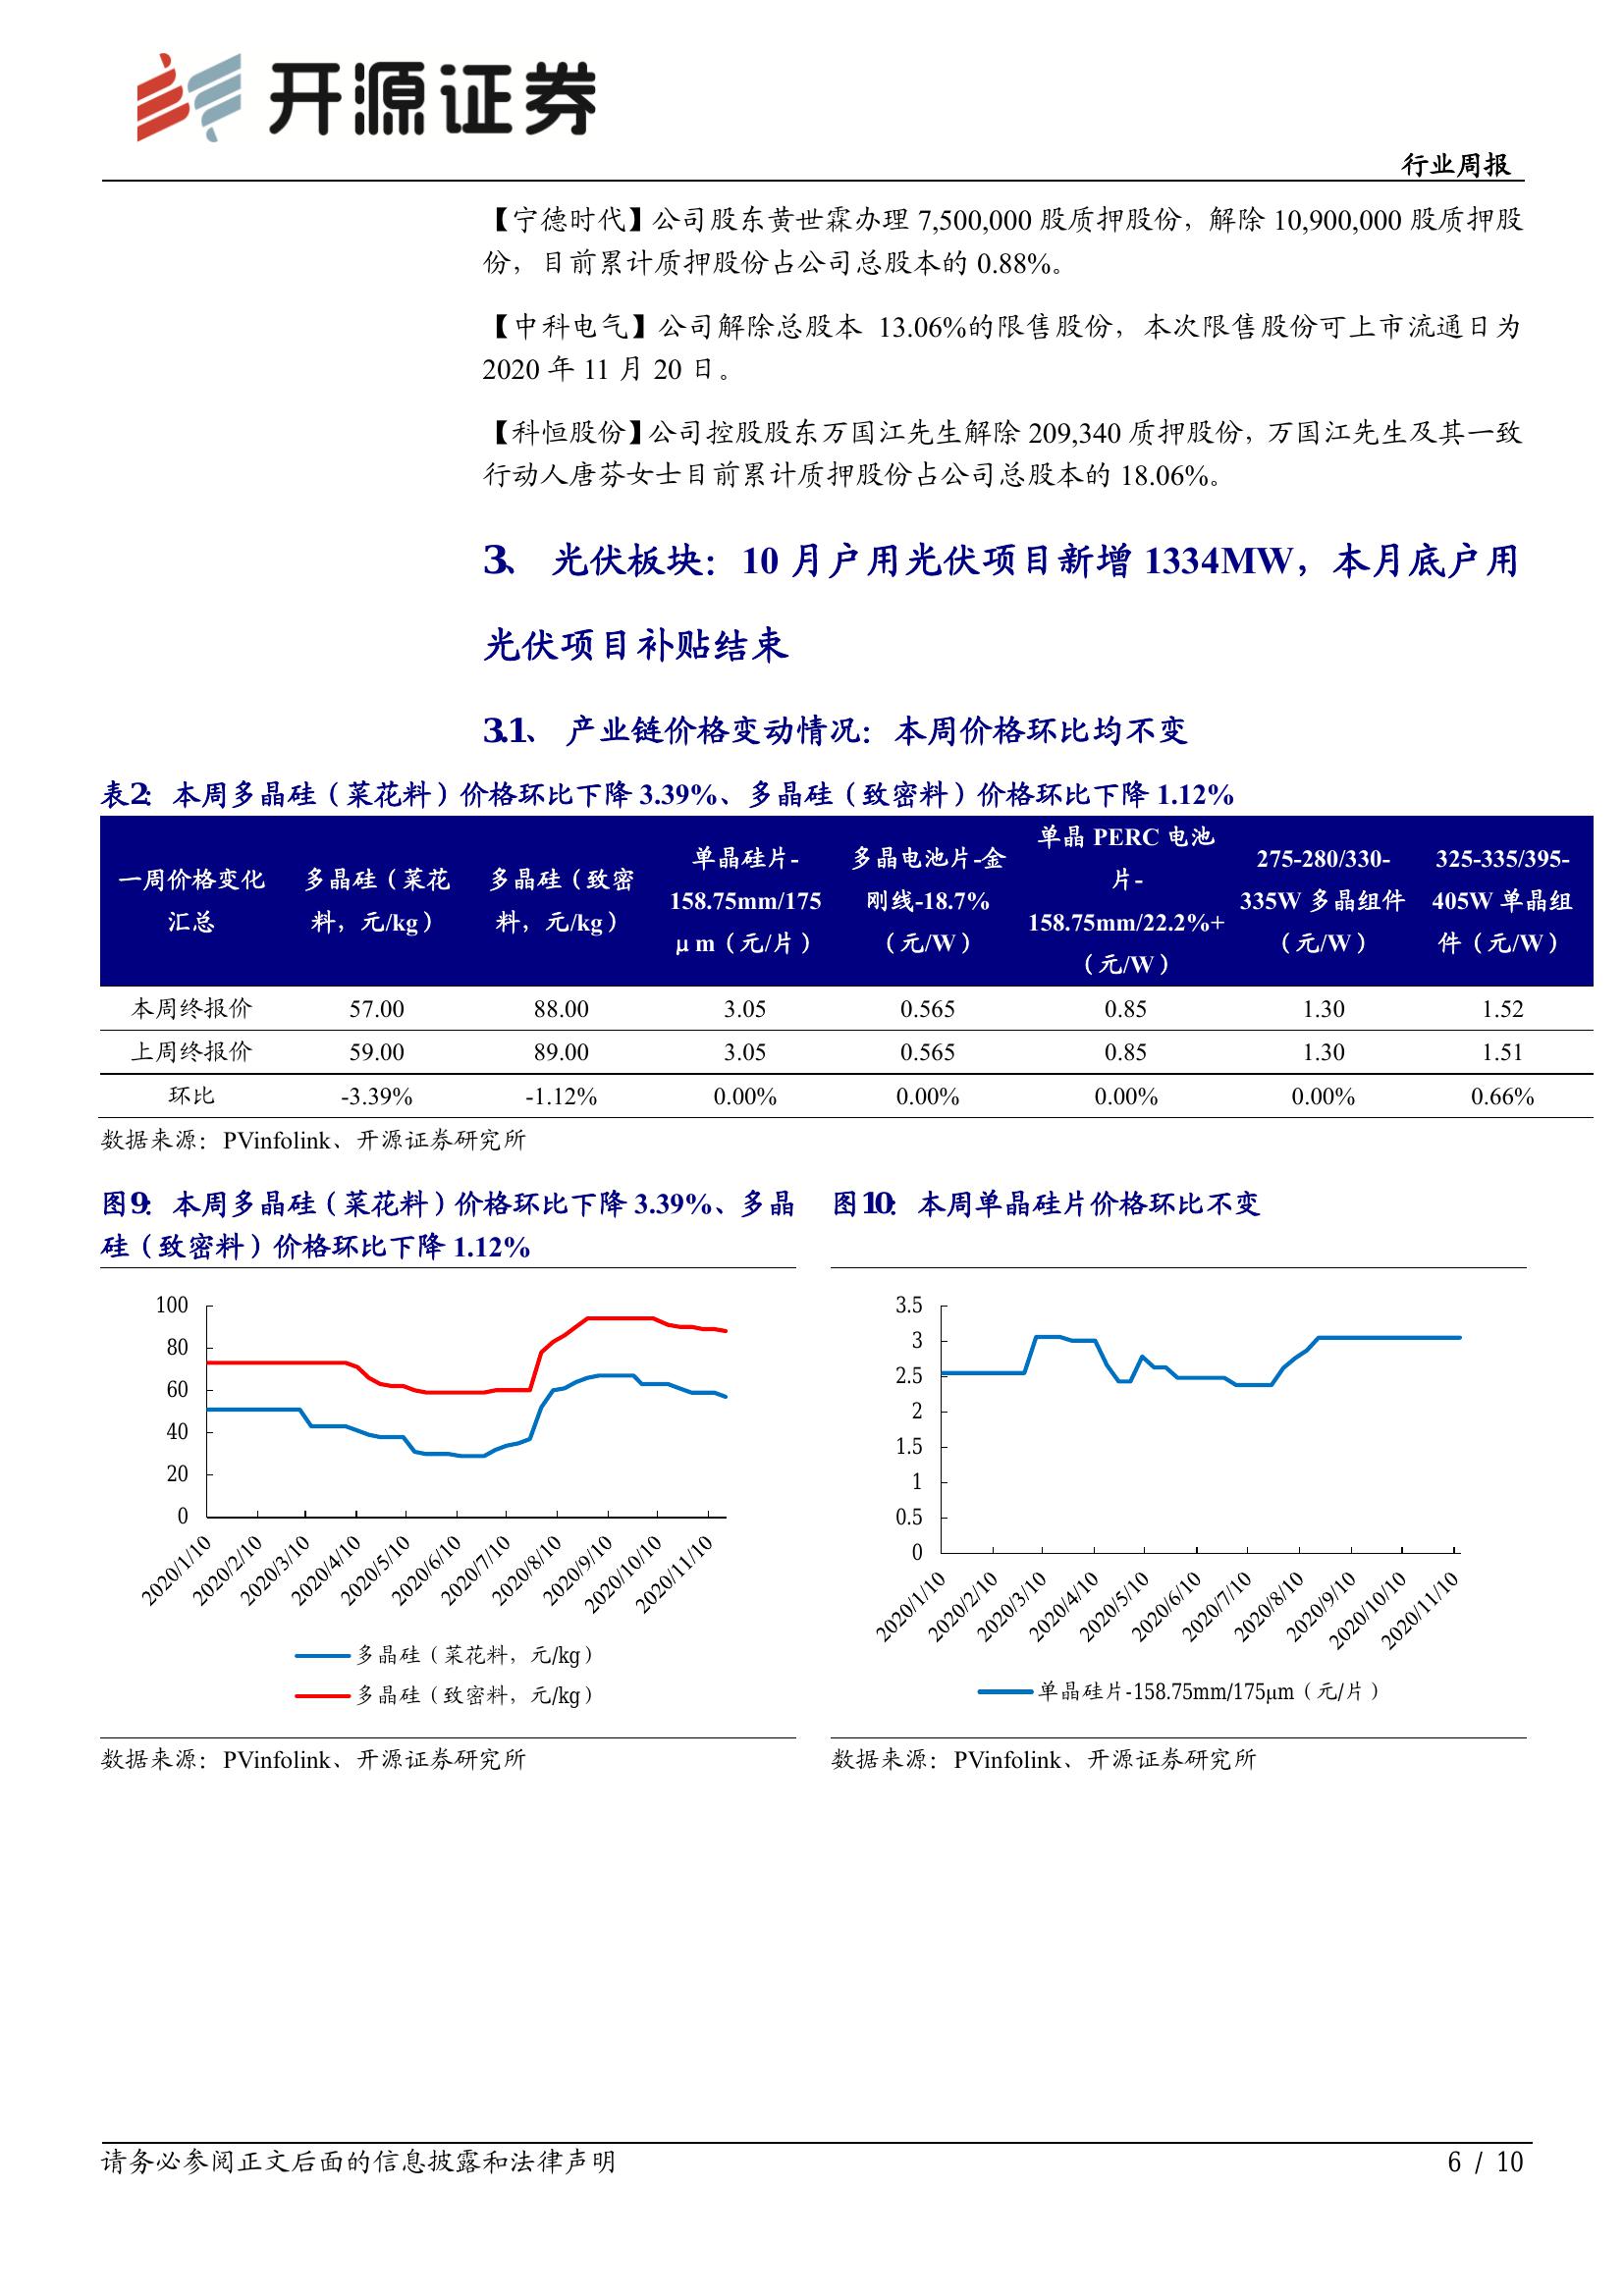 开源证券
行业周报
【宁德时代】公司股东黄世霖办理 7,500,000 股质押股份，解除 10,900,000 股质押股
份，目前累计质押股份占公司总股本的 0.88%。
【中科电气】公司解除总股本 13.06%的限售股份，本次限售股份可上市流通日为
2020 年 11 月 20 日。
【科恒股份】公司控股股东万国江先生解除 209,340 质押股份，万国江先生及其一致
行动人唐芬女士目前累计质押股份占公司总股本的 18.06%。
3、 光伏板块：10 月户用光伏项目新增 1334MW，本月底户用
光伏项目补贴结束
3.1、 产业链价格变动情况：本周价格环比均不变
表2：本周多晶硅（菜花料）价格环比下降 3.39%、多晶硅（致密料）价格环比下降 1.12%
一周价格变化
汇总
多晶硅（菜花
料，元/kg）
多晶硅（致密
料，元/kg）
单晶硅片-
158.75mm/175
μm（元/片）
多晶电池片-金
刚线-18.7%
（元/W）
单晶 PERC 电池
片-
158.75mm/22.2%+
（元/W）
275-280/330-
335W 多晶组件
（元/W）
325-335/395-
405W 单晶组
件（元/W）
本周终报价 57.00 88.00 3.05 0.565 0.85 1.30 1.52
上周终报价 59.00 89.00 3.05 0.565 0.85 1.30 1.51
环比 -3.39% -1.12% 0.00% 0.00% 0.00% 0.00% 0.66%
数据来源：PVinfolink、开源证券研究所
图9：本周多晶硅（菜花料）价格环比下降 3.39%、多晶
硅（致密料）价格环比下降 1.12%
100
80
60
40
20
0
2020/1/10 2020/2/10 2020/3/10 2020/4/10 2020/5/10 2020/6/10 2020/7/10 2020/8/10 2020/9/10 2020/10/10 2020/11/10
多晶硅（菜花料，元/kg）
多晶硅（致密料，元/kg）
数据来源：PVinfolink、开源证券研究所
图10：本周单晶硅片价格环比不变
3.5
3
2.5
2
1.5
1
0.5
0
2020/1/10 2020/2/10 2020/3/10 2020/4/10 2020/5/10 2020/6/10 2020/7/10 2020/8/10 2020/9/10 2020/10/10 2020/11/10
单晶硅片-158.75mm/175μm（元/片）
数据来源：PVinfolink、开源证券研究所
请务必参阅正文后面的信息披露和法律声明
6 / 10